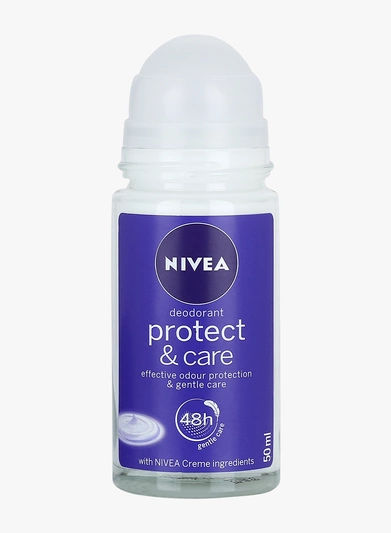 NIVEA
deodorant
protect
& care
effective odour protection
& gentle care
48h
gentle care
with NIVEA Creme ingredients
50 ml